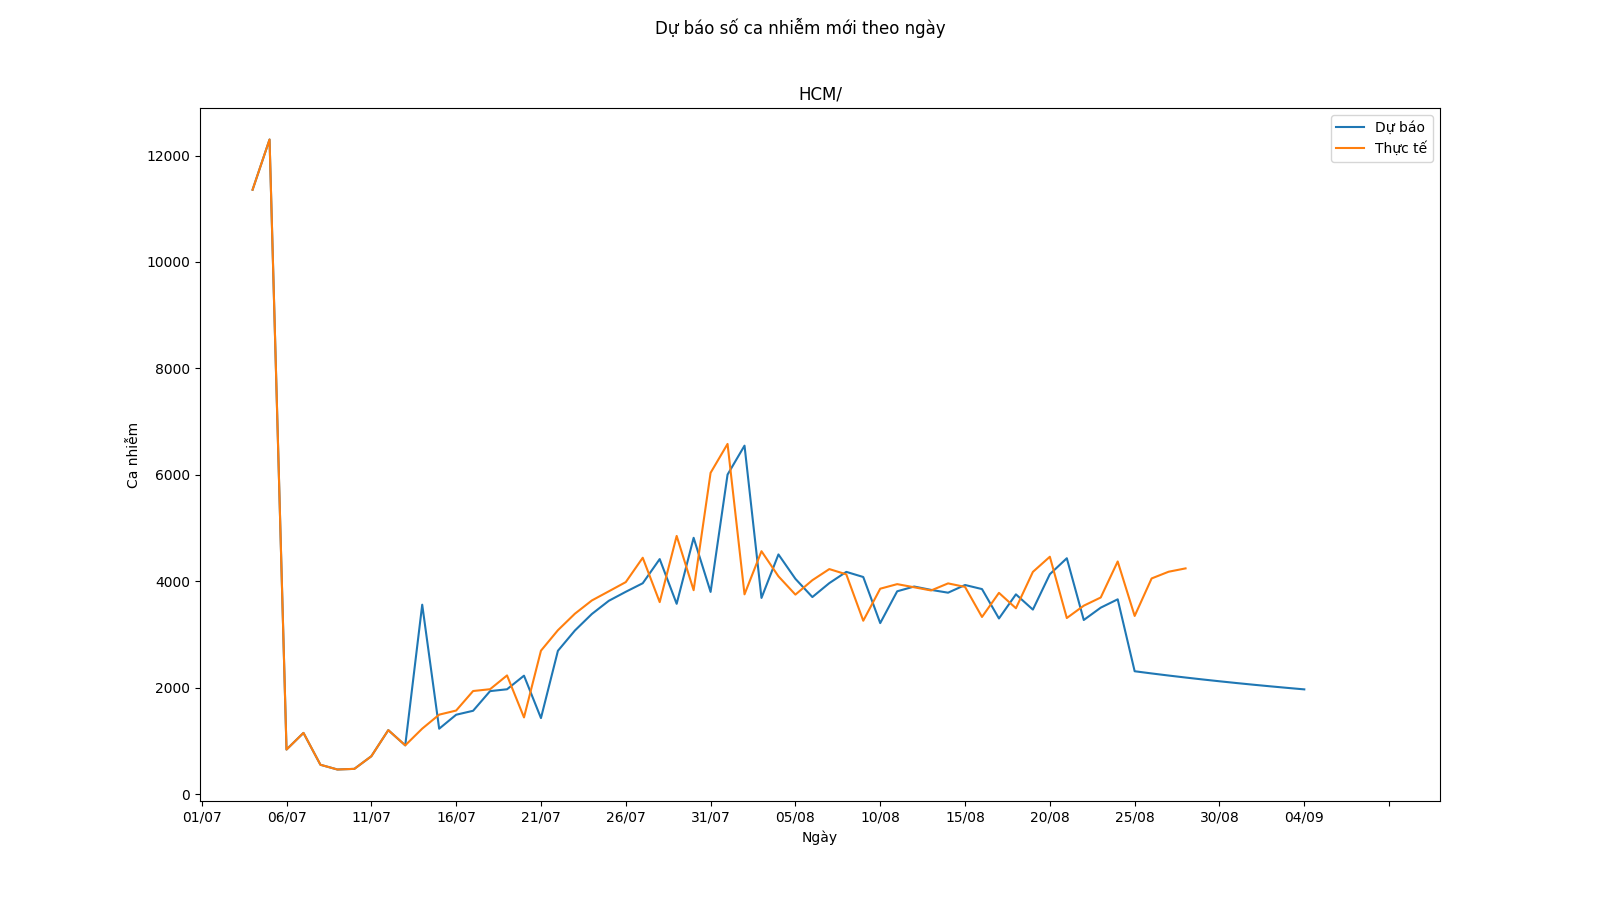 Dự báo số ca nhiễm mới theo ngày
HCM/
Dự báo
Thực tế
12000
10000
8000
6000
4000
2000
0
Ca nhiễm
01/07 06/07 11/07 16/07 21/07 26/07 31/07 05/08 10/08 15/08 20/08 25/08 30/08 04/09
Ngày